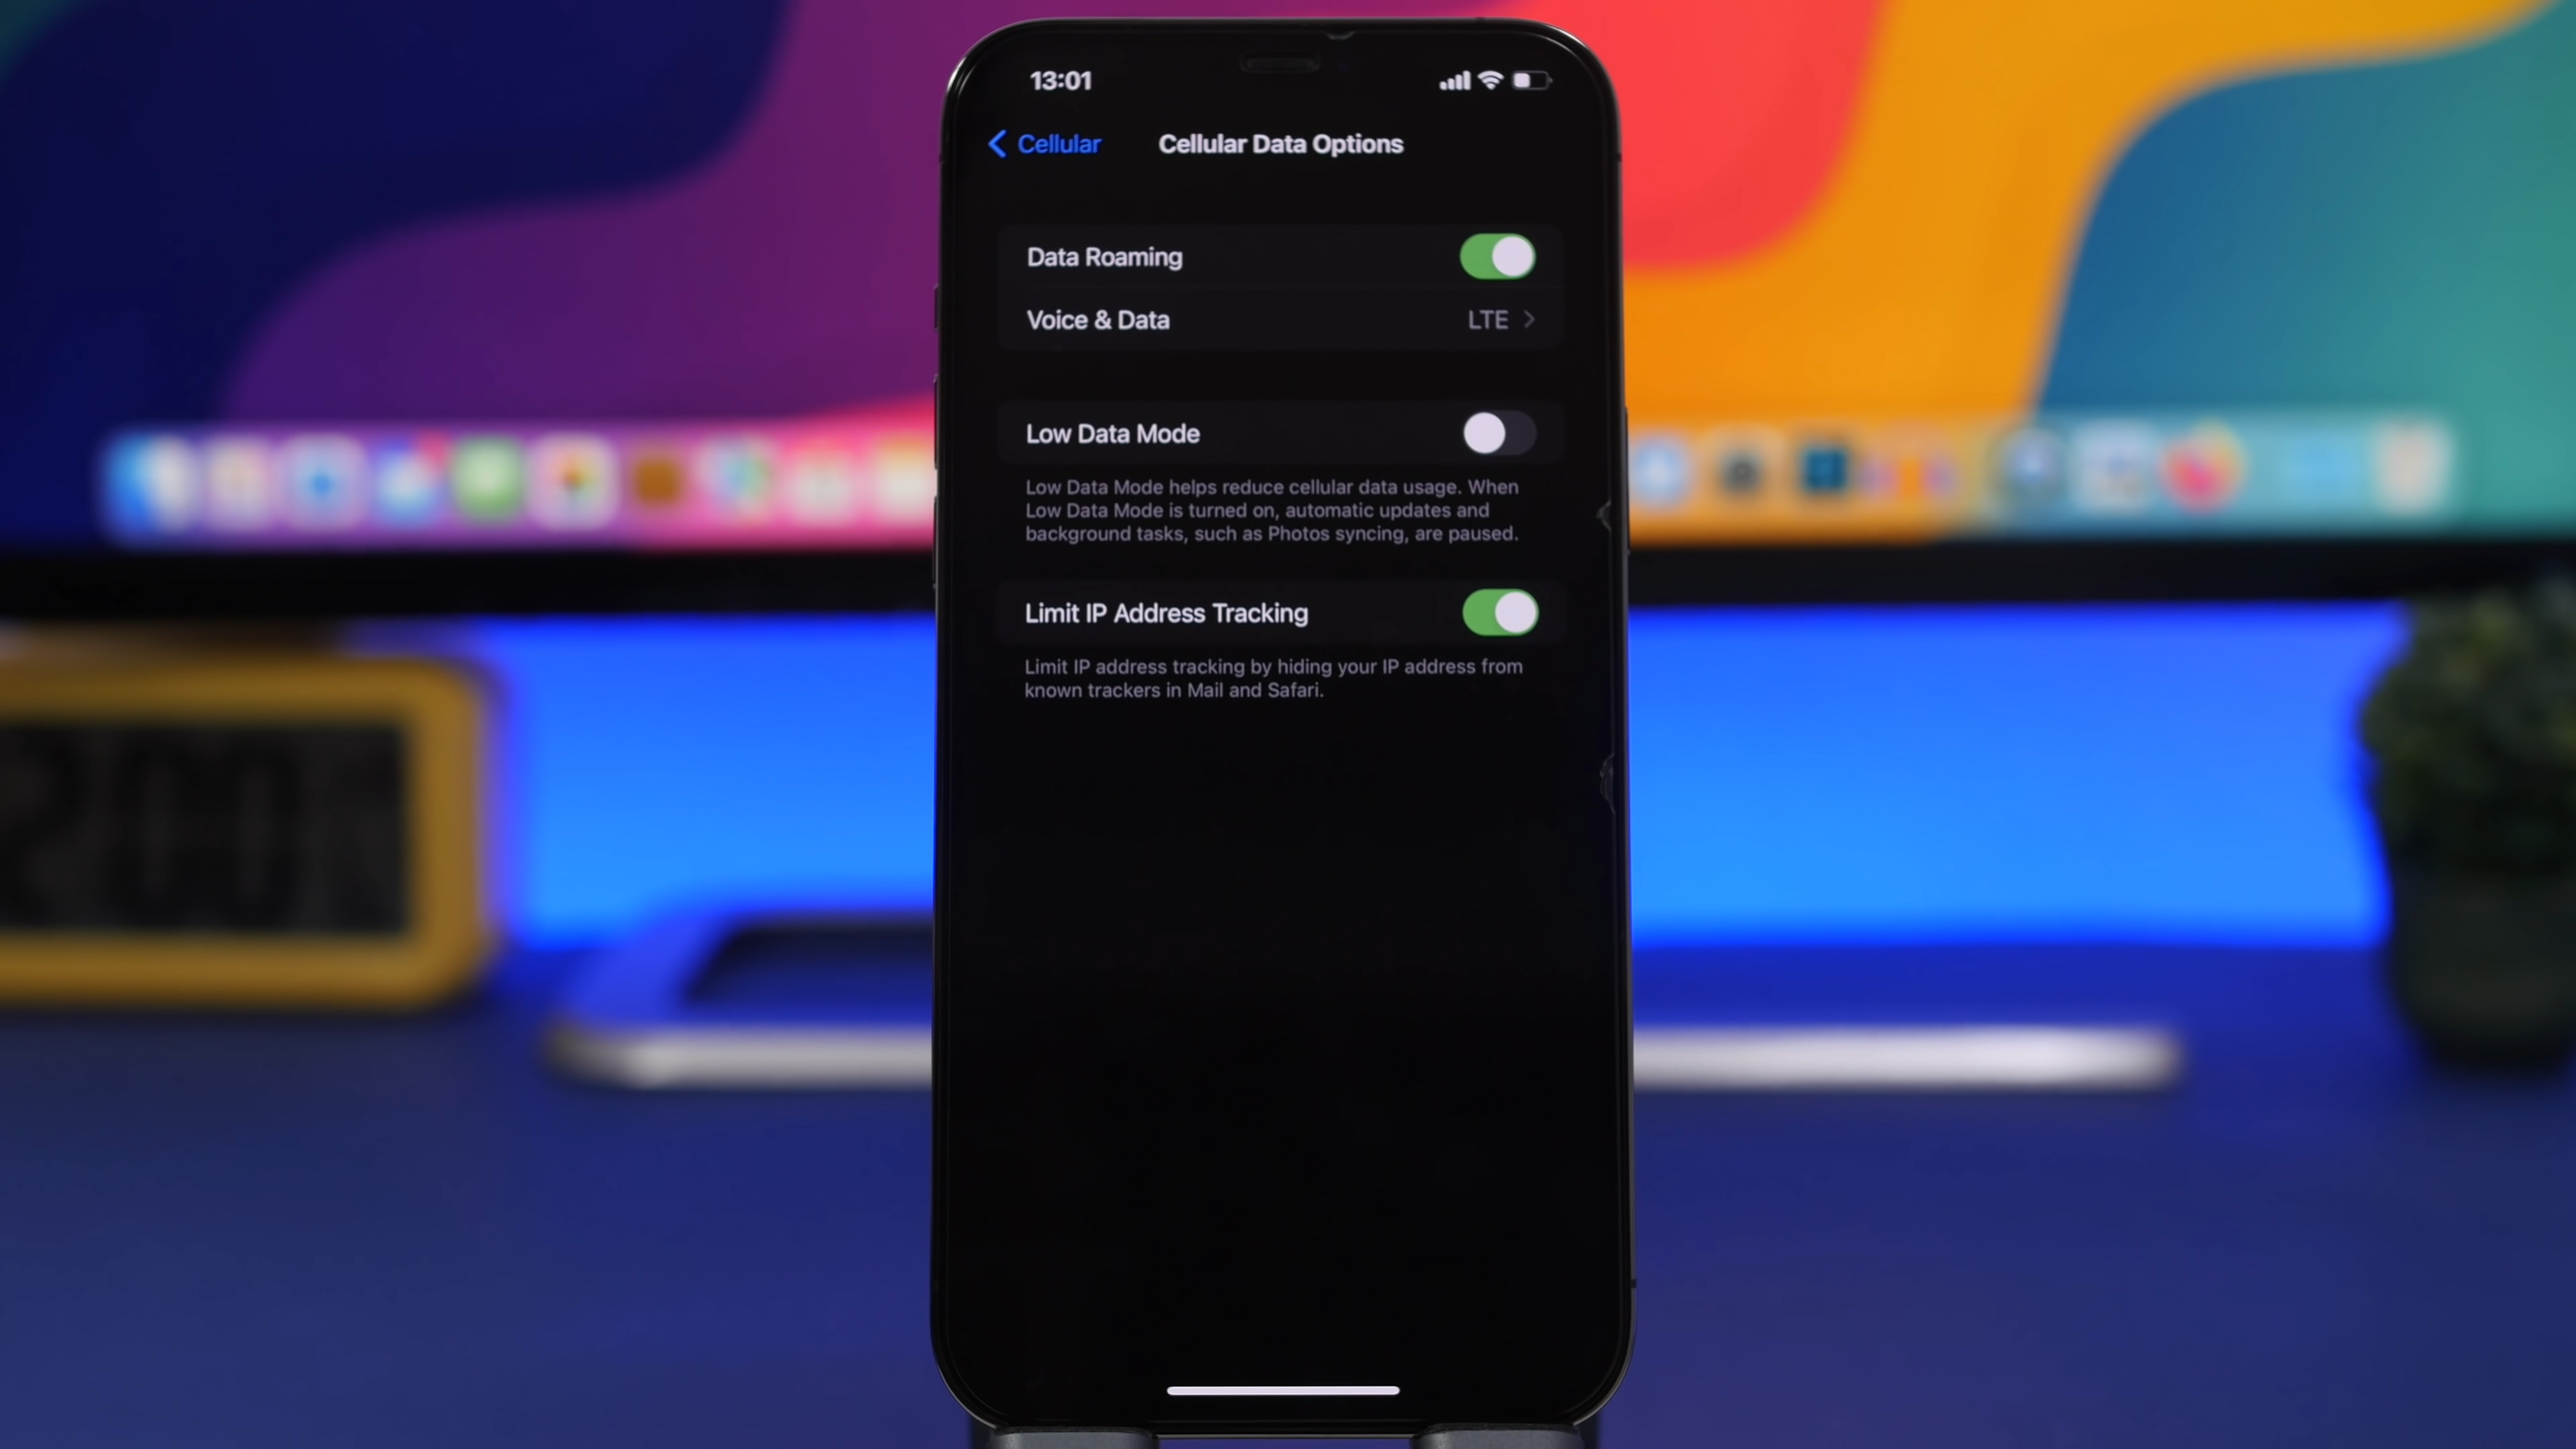 13:01
Cellular
Cellular Data Options
Data Roaming
Voice & Data
LTE
Low Data Mode
Low Data Mode helps reduce cellular data usage. When
Low Data Mode is turned on, automatic updates and
background tasks, such as Photos syncing, are paused.
Limit IP Address Tracking
Limit IP address tracking by hiding your IP address from
known trackers in Mail and Safari.